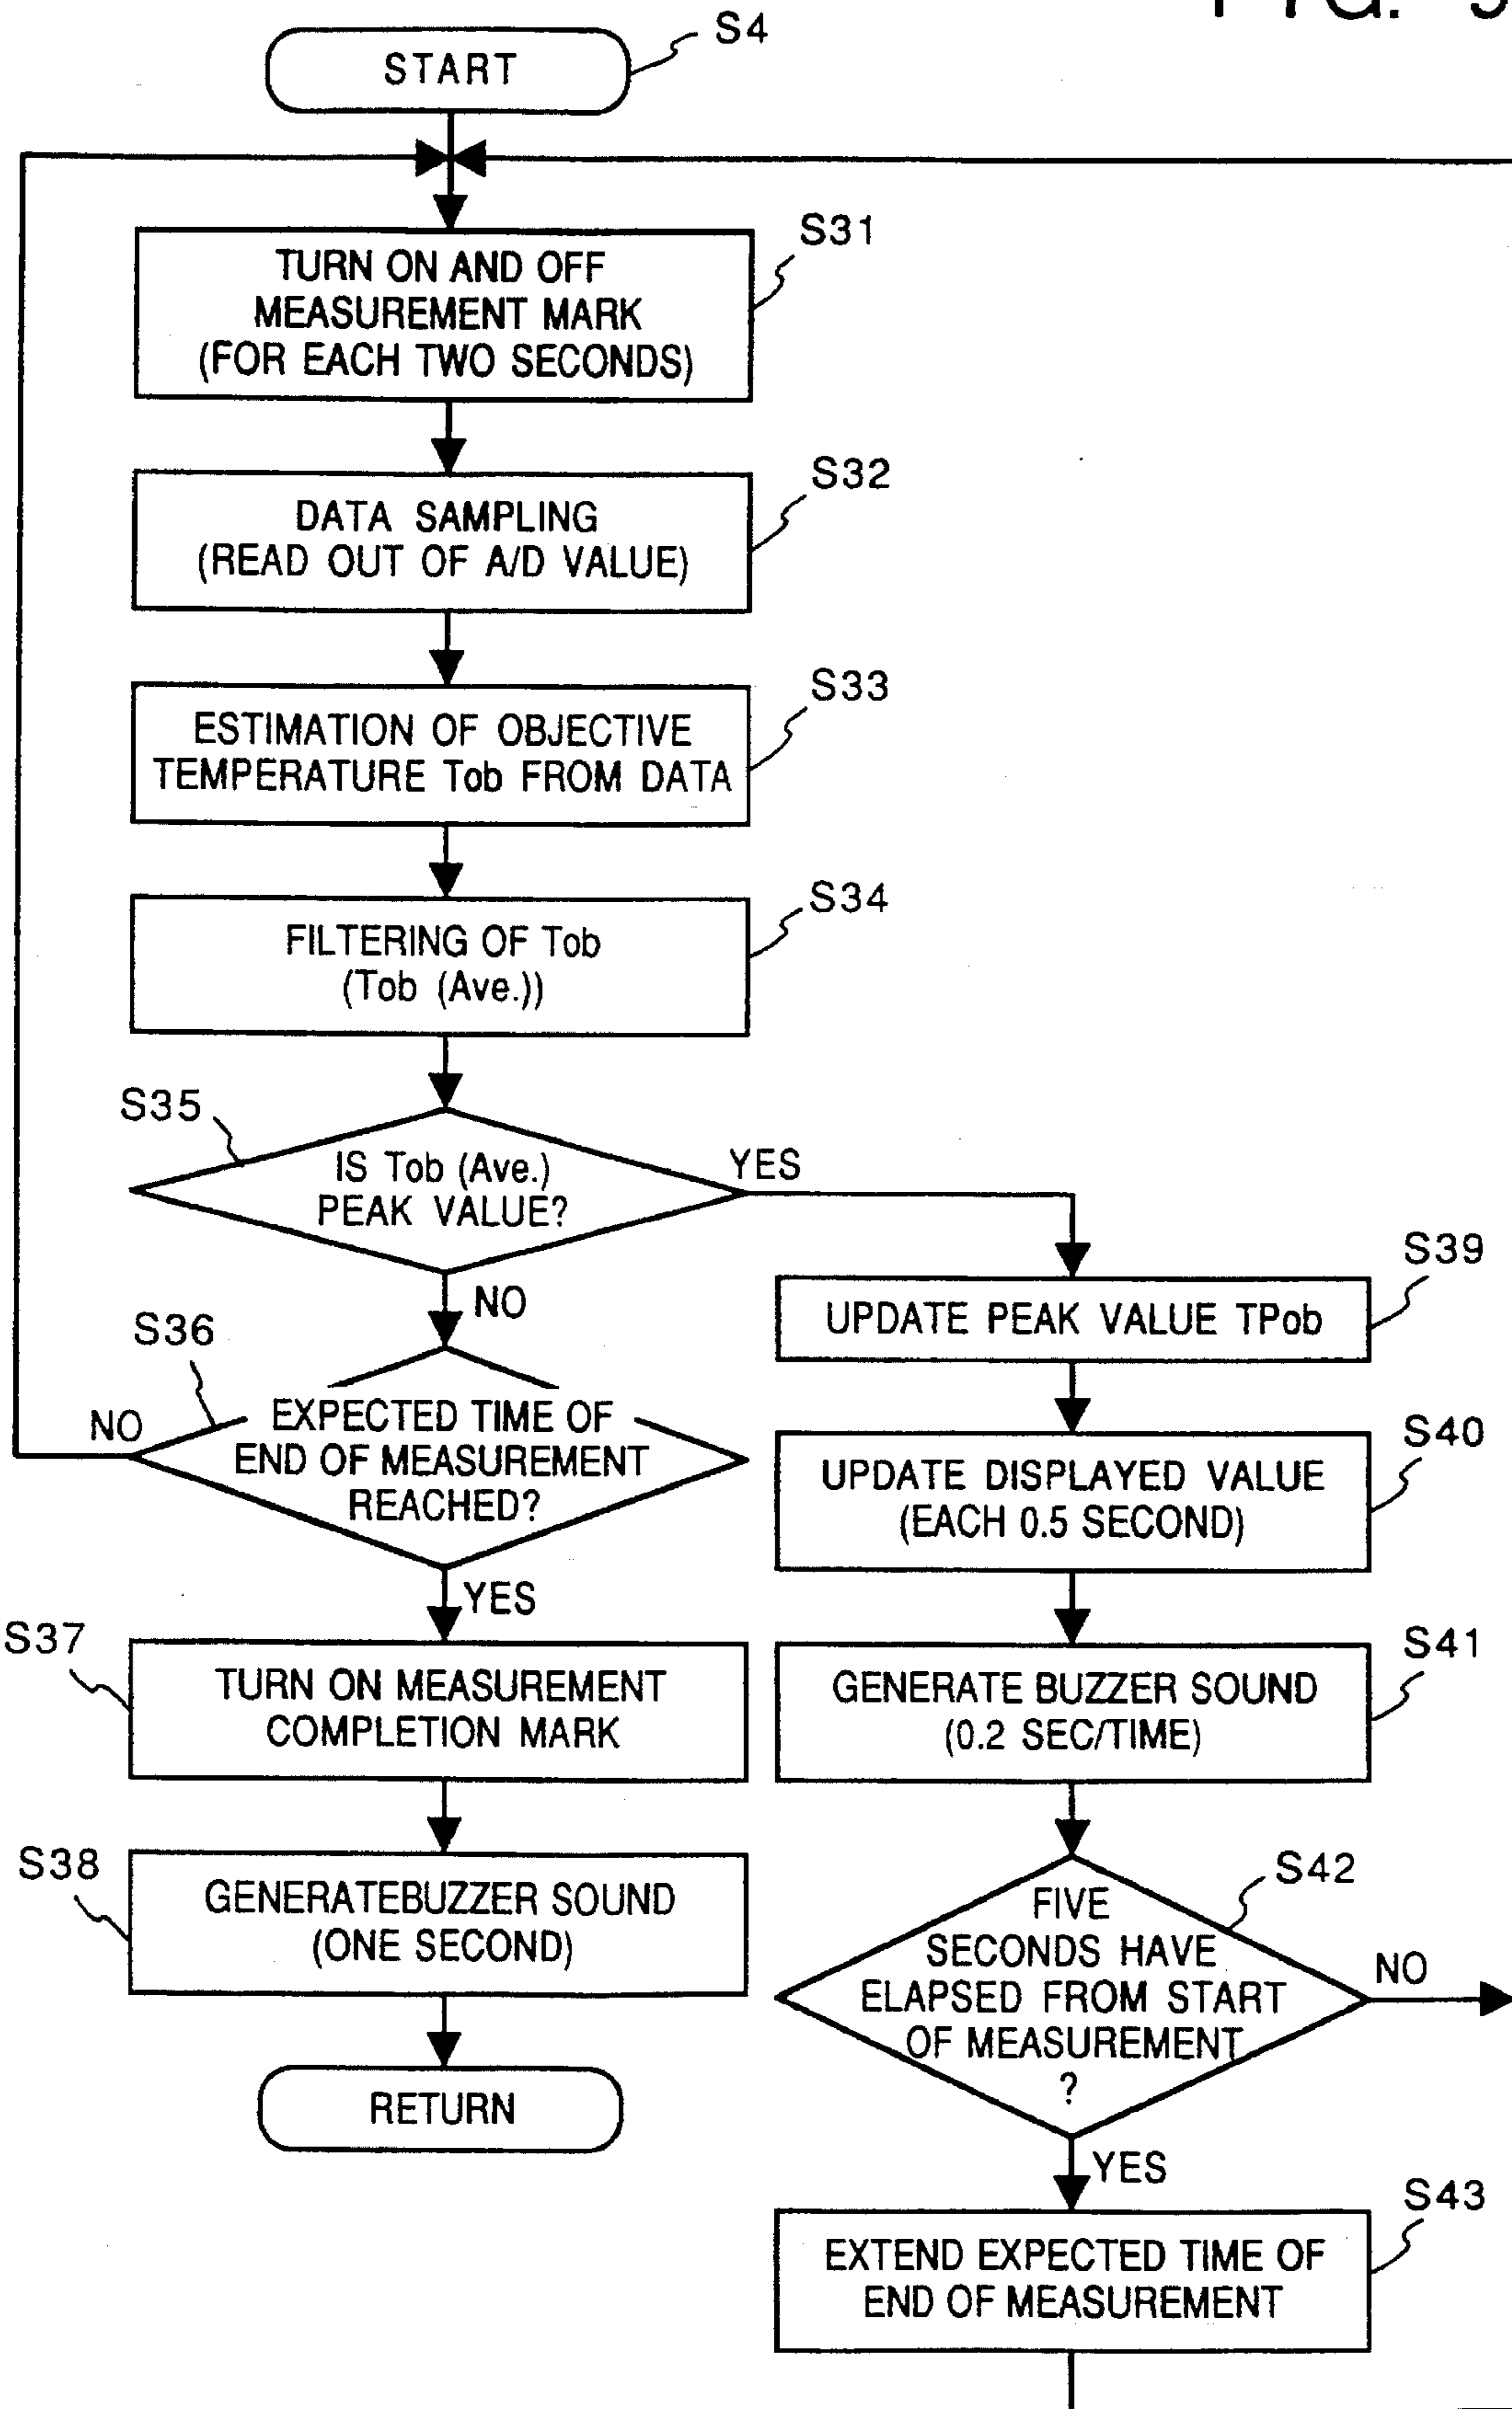 FIG.
S4
START
S31
TURN ON AND OFF
MEASUREMENT MARK
(FOR EACH TWO SECONDS)
S32
DATA SAMPLING
(READ OUT OF A/D VALUE)
S33
ESTIMATION OF OBJECTIVE
TEMPERATURE Tob FROM DATA
S34
FILTERING OF Tob
(Tob (Ave.))
S35
IS Tob (Ave.)
PEAK VALUE?
YES
NO
S36
EXPECTED TIME OF
END OF MEASUREMENT
REACHED?
NO
YES
S37
TURN ON MEASUREMENT
COMPLETION MARK
S38
GENERATEBUZZER SOUND
(ONE SECOND)
RETURN
S39
UPDATE PEAK VALUE TPob
S40
UPDATE DISPLAYED VALUE
(EACH 0.5 SECOND)
S41
GENERATE BUZZER SOUND
(0.2 SEC/TIME)
S42
FIVE
SECONDS HAVE
ELAPSED FROM START
OF MEASUREMENT
?
NO
YES
S43
EXTEND EXPECTED TIME OF
END OF MEASUREMENT